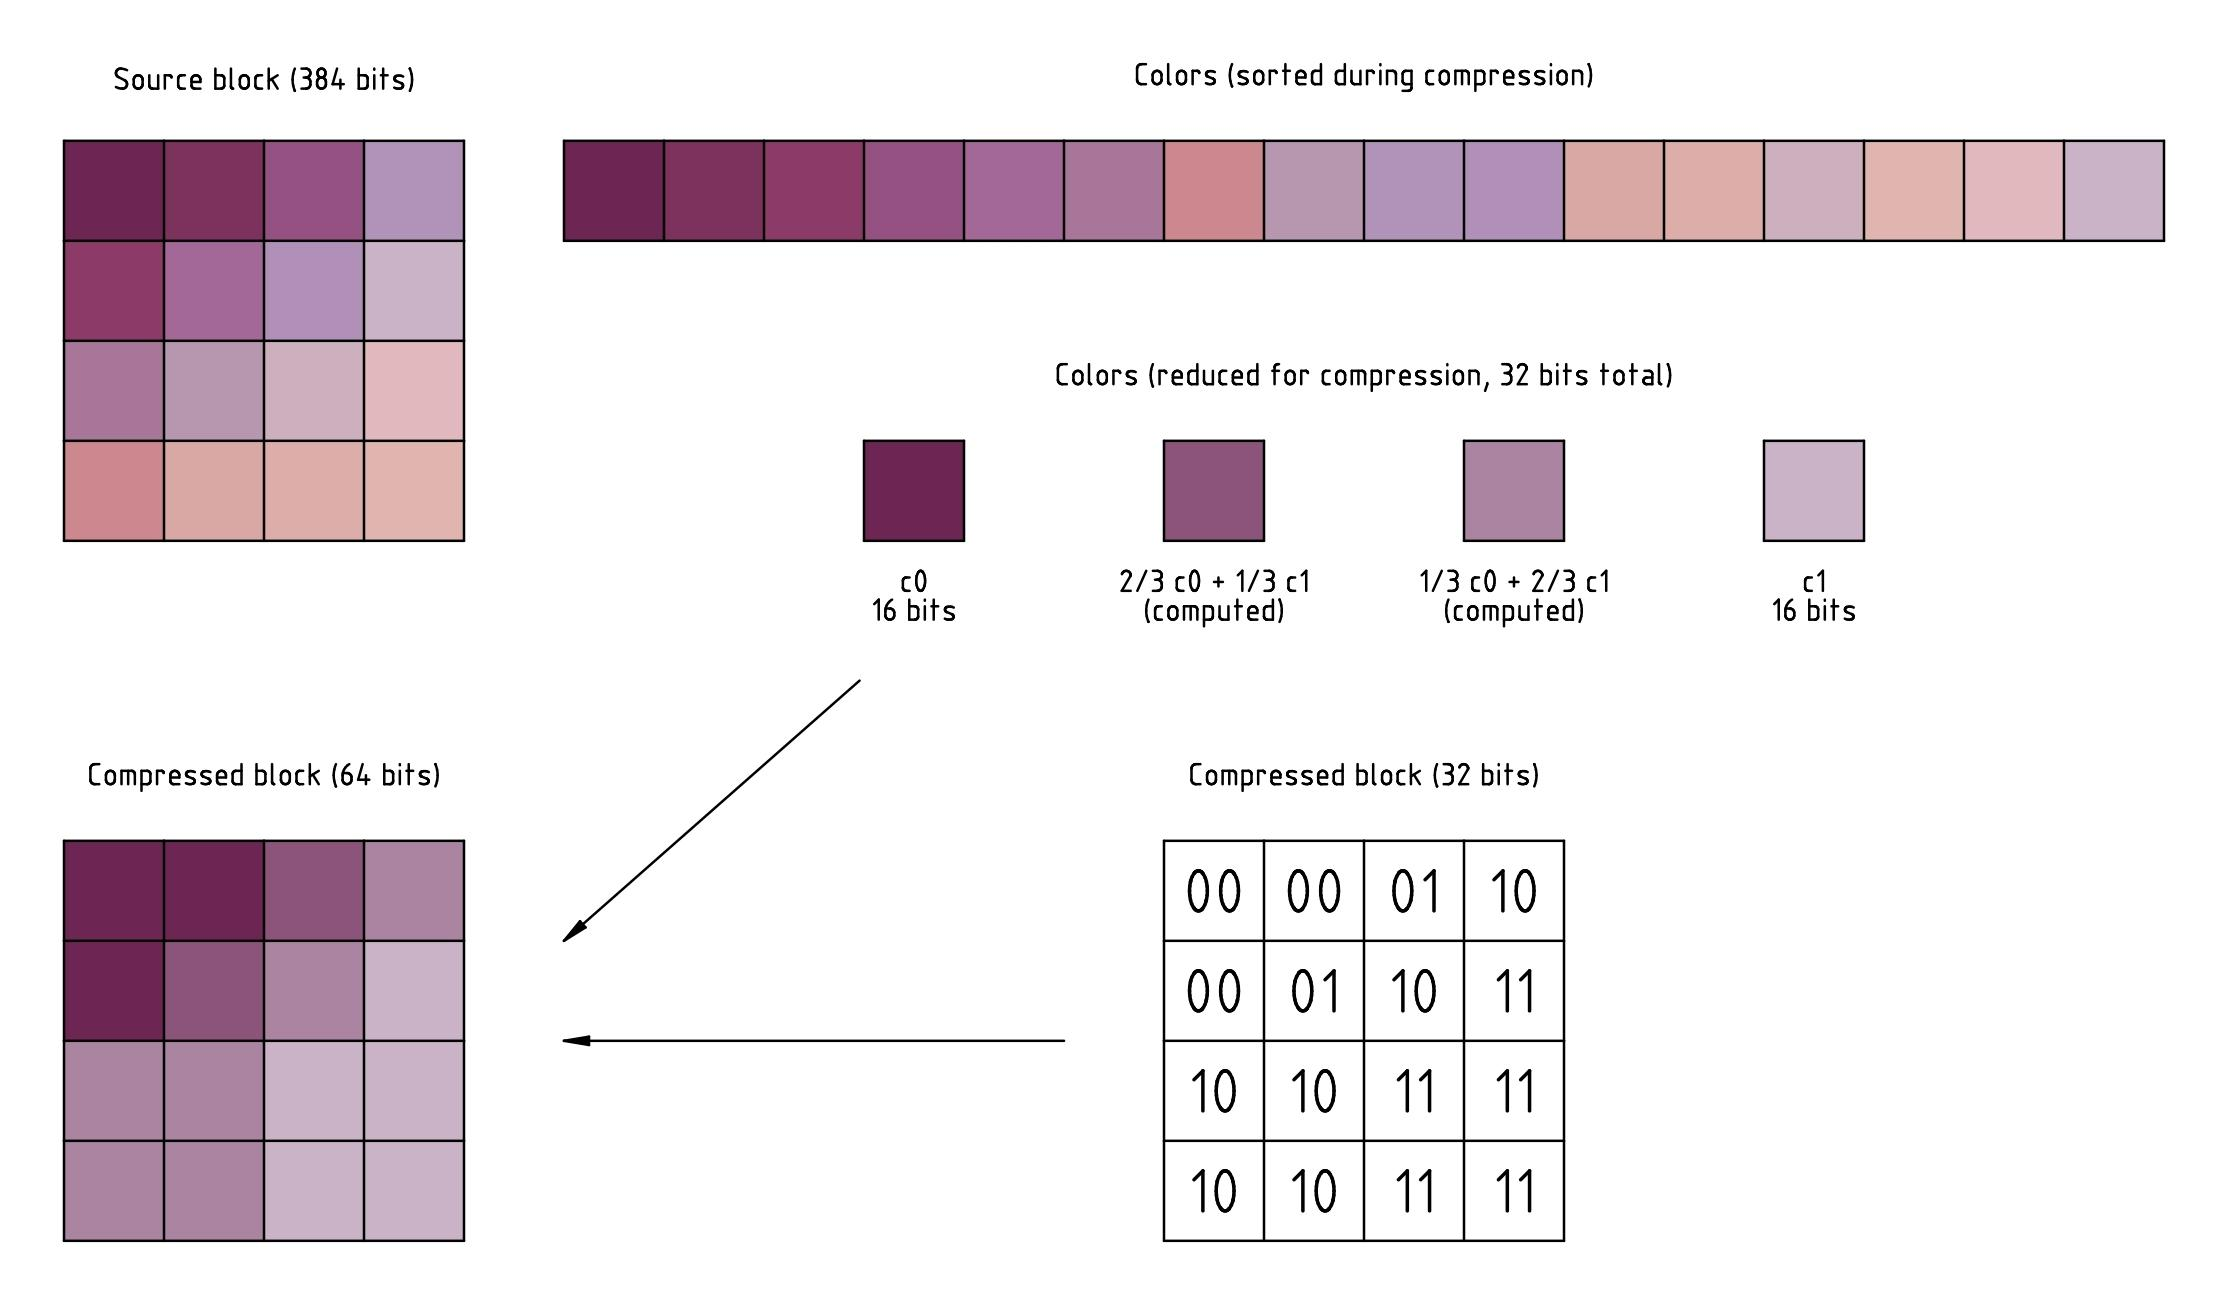 Source block (384 bits)
Colors (sorted during compression)
Colors (reduced for compression, 32 bits total)
c0
16 bits
2/3 c0 + 1/3 c1
(computed)
1/3 c0 + 2/3 c1
(computed)
c1
16 bits
Compressed block (64 bits)
Compressed block (32 bits)
00 00 01 10
00 01 10 11
10 10 11 11
10 10 11 11